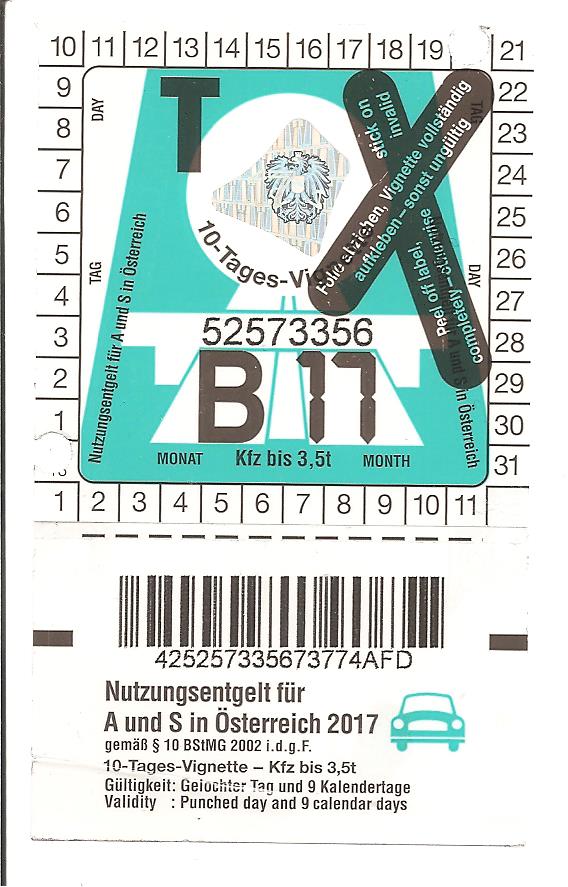 10 11 12 13 14 15 16 17 18 19 21
9 22
8 23
7 24
6 25
5 26
4 27
3 28
2 29
1 30
31
1 2 3 4 5 6 7 8 9 10 11
DAY
TAG
TAG
DAY
T
10-Tages-Vignette
Folie abziehen, Vignette vollständig
aufkleben – sonst ungültig
Peel off label, stick on
completely – otherwise invalid
Nutzungsentgelt für A und S in Österreich
A und S in Österreich
52573356
B 17
MONAT Kfz bis 3,5t MONTH
425257335673774AFD
Nutzungsentgelt für
A und S in Österreich 2017
gemäß § 10 BStMG 2002 i.d.g.F.
10-Tages-Vignette – Kfz bis 3,5t
Gültigkeit: Gelochter Tag und 9 Kalendertage
Validity : Punched day and 9 calendar days